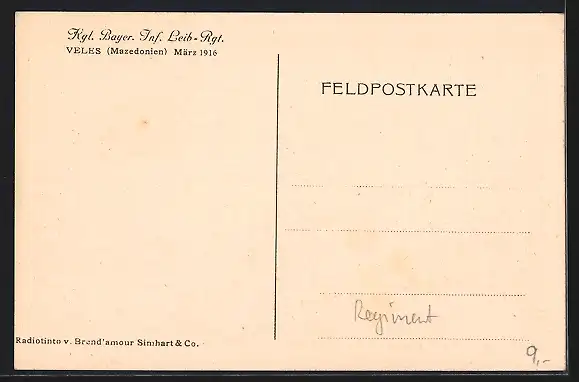 Kgl. Bayer. Inf. Leib-Rgt.
VELES (Mazedonien) März 1916
FELDPOSTKARTE
Regiment
Radiotinto v. Brend'amour Simhart & Co.
9,-